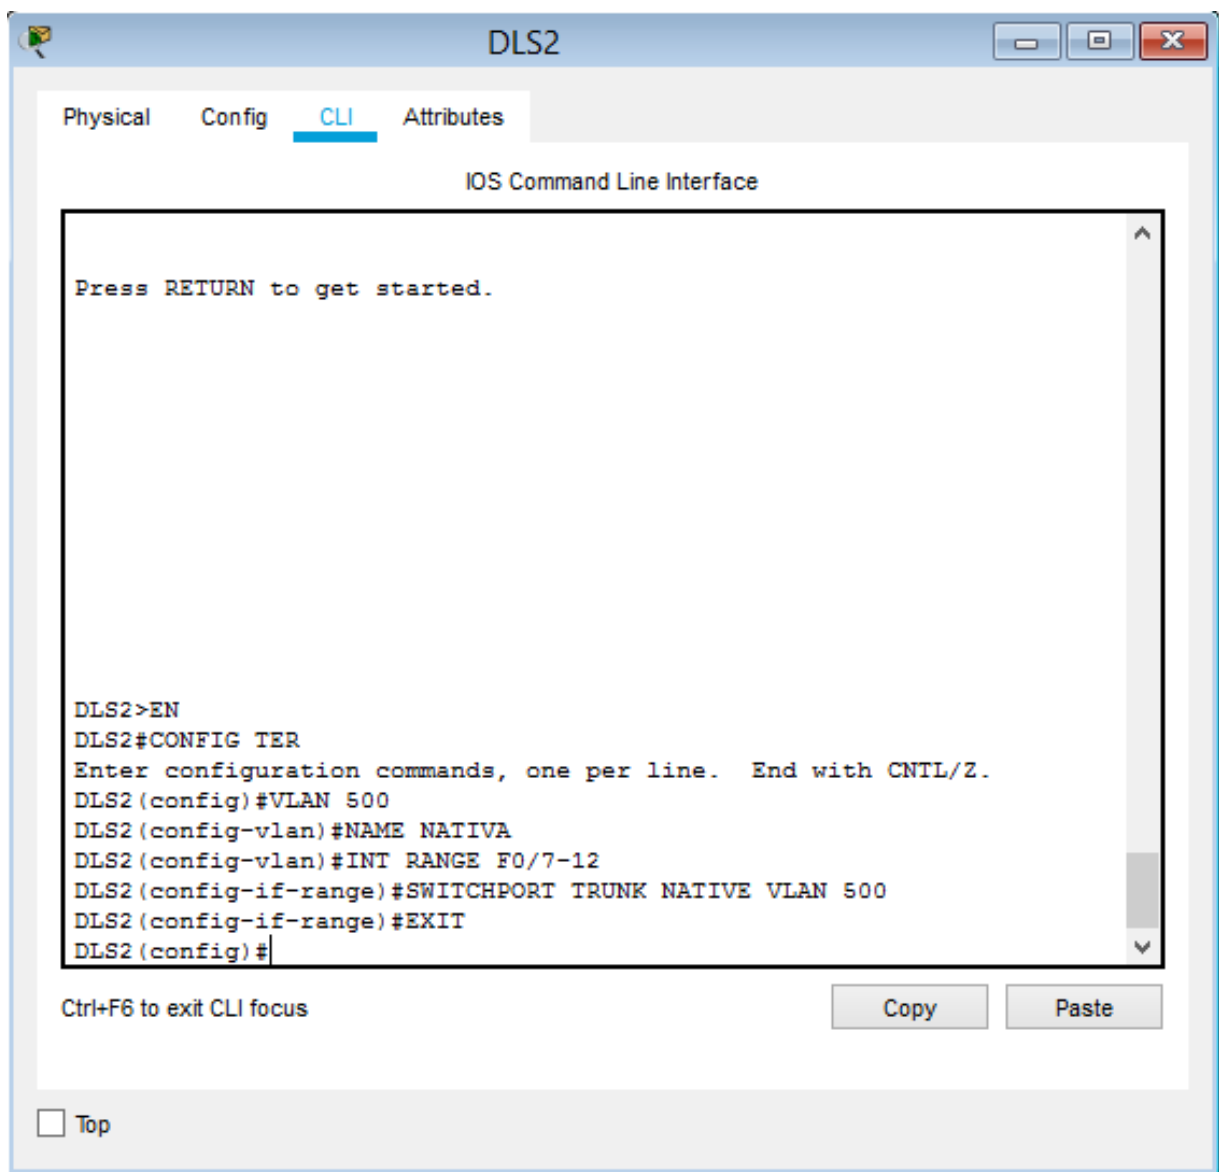 DLS2
Physical Config CLI Attributes
IOS Command Line Interface
Press RETURN to get started.
DLS2>EN
DLS2#CONFIG TER
Enter configuration commands, one per line.  End with CNTL/Z.
DLS2(config)#VLAN 500
DLS2(config-vlan)#NAME NATIVA
DLS2(config-vlan)#INT RANGE F0/7-12
DLS2(config-if-range)#SWITCHPORT TRUNK NATIVE VLAN 500
DLS2(config-if-range)#EXIT
DLS2(config)#
Ctrl+F6 to exit CLI focus Copy Paste
Top